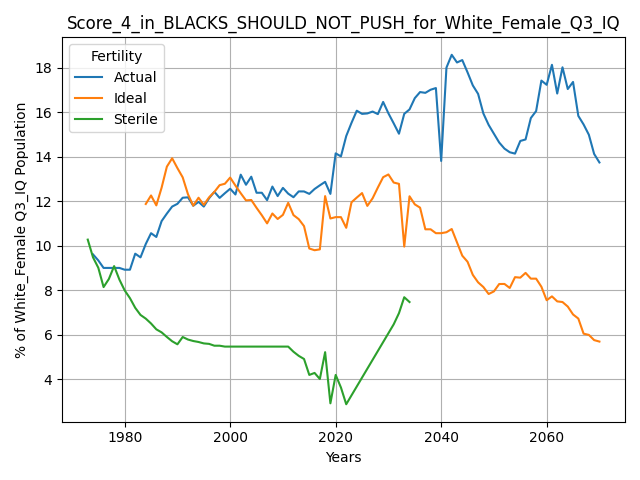 Score_4_in_BLACKS_SHOULD_NOT_PUSH_for_White_Female_Q3_IQ
Fertility
Actual
Ideal
Sterile
% of White_Female Q3_IQ Population
18
16
14
12
10
8
6
4
1980 2000 2020 2040 2060
Years